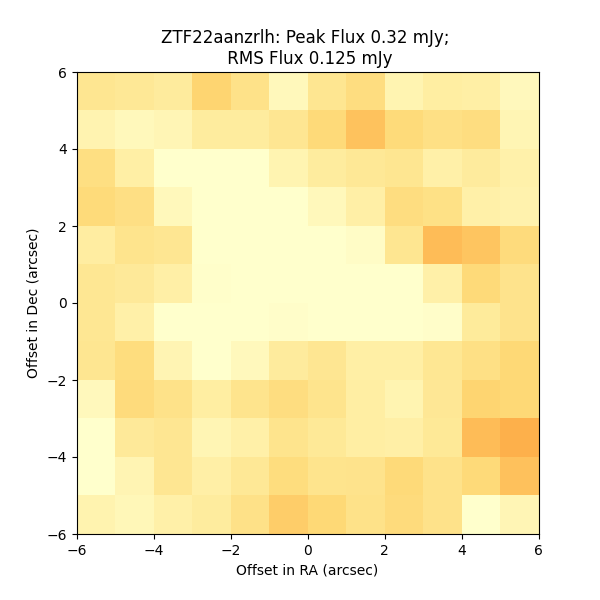 ZTF22aanzrlh: Peak Flux 0.32 mJy;
RMS Flux 0.125 mJy
6
4
2
0
−2
−4
−6
Offset in Dec (arcsec)
−6 −4 −2 0 2 4 6
Offset in RA (arcsec)